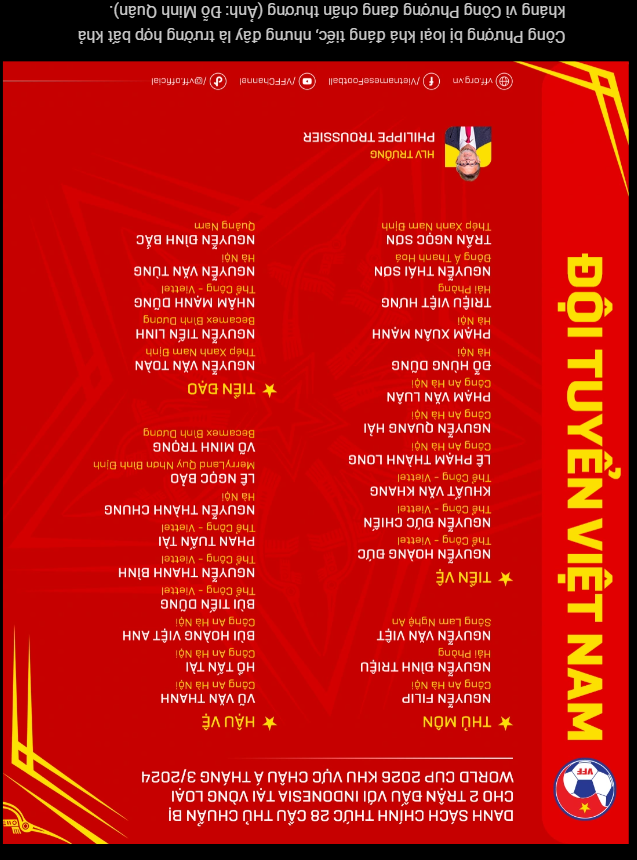 VFF
ĐỘI TUYỂN VIỆT NAM
DANH SÁCH CHÍNH THỨC 28 CẦU THỦ CHUẨN BỊ
CHO 2 TRẬN ĐẤU VỚI INDONESIA TẠI VÒNG LOẠI
WORLD CUP 2026 KHU VỰC CHÂU Á THÁNG 3/2024
THỦ MÔN
NGUYỄN FILIP
Công An Hà Nội
NGUYỄN ĐÌNH TRIỆU
Hải Phòng
NGUYỄN VĂN VIỆT
Sông Lam Nghệ An
TIỀN VỆ
NGUYỄN HOÀNG ĐỨC
Thể Công - Viettel
NGUYỄN ĐỨC CHIẾN
Thể Công - Viettel
KHUẤT VĂN KHANG
Thể Công - Viettel
LÊ PHẠM THÀNH LONG
Công An Hà Nội
NGUYỄN QUANG HẢI
Công An Hà Nội
PHẠM VĂN LUÂN
Công An Hà Nội
ĐỖ HÙNG DŨNG
Hà Nội
PHẠM XUÂN MẠNH
Hà Nội
TRIỆU VIỆT HƯNG
Hải Phòng
NGUYỄN THÁI SƠN
Đông Á Thanh Hoá
TRẦN NGỌC SƠN
Thép Xanh Nam Định
HLV TRƯỞNG
PHILIPPE TROUSSIER
HẬU VỆ
VŨ VĂN THANH
Công An Hà Nội
HỒ TẤN TÀI
Công An Hà Nội
BÙI HOÀNG VIỆT ANH
Công An Hà Nội
BÙI TIẾN DŨNG
Thể Công - Viettel
NGUYỄN THANH BÌNH
Thể Công - Viettel
PHAN TUẤN TÀI
Thể Công - Viettel
NGUYỄN THÀNH CHUNG
Hà Nội
LÊ NGỌC BẢO
MerryLand Quy Nhơn Bình Định
VÕ MINH TRỌNG
Becamex Bình Dương
TIỀN ĐẠO
NGUYỄN VĂN TOÀN
Thép Xanh Nam Định
NGUYỄN TIẾN LINH
Becamex Bình Dương
NHÂM MẠNH DŨNG
Thể Công - Viettel
NGUYỄN VĂN TÙNG
Hà Nội
NGUYỄN ĐÌNH BẮC
Quảng Nam
vff.org.vn
/VietnameseFootball
/VFFChannel
/@vff.official
Công Phượng bị loại khá đáng tiếc, nhưng đây là trường hợp bất khả
kháng vì Công Phượng đang chấn thương (Ảnh: Đỗ Minh Quân).